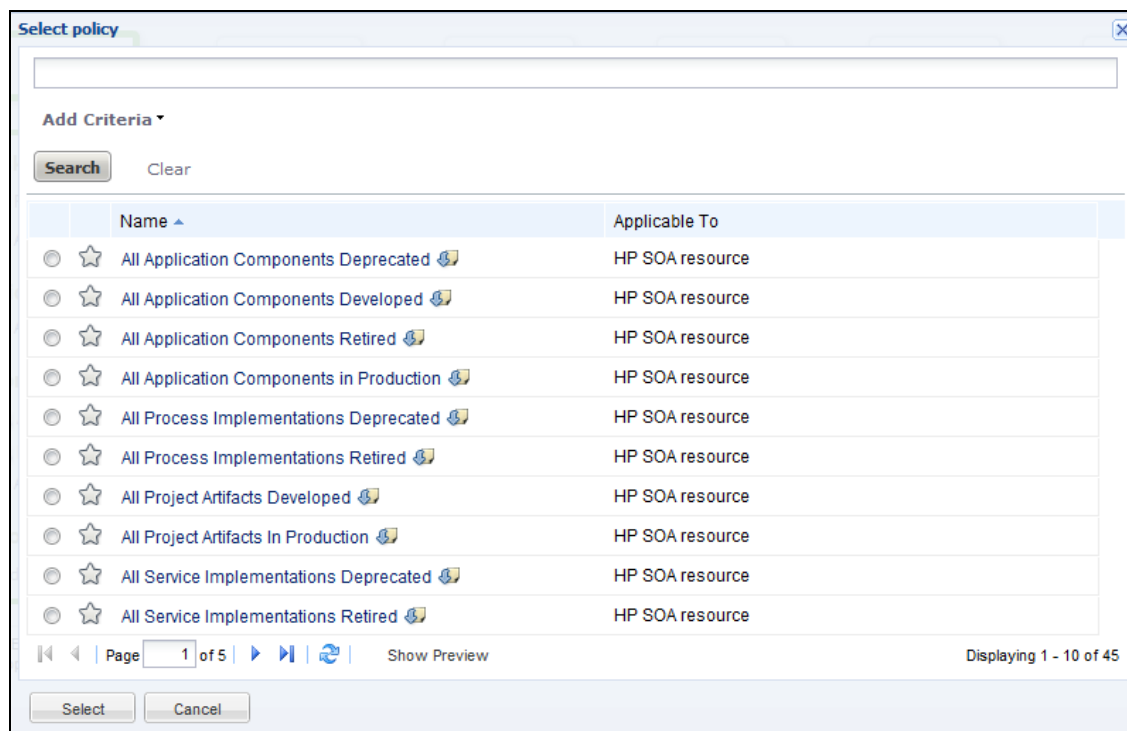 Select policy
Add Criteria
Search Clear
Name Applicable To
All Application Components Deprecated HP SOA resource
All Application Components Developed HP SOA resource
All Application Components Retired HP SOA resource
All Application Components in Production HP SOA resource
All Process Implementations Deprecated HP SOA resource
All Process Implementations Retired HP SOA resource
All Project Artifacts Developed HP SOA resource
All Project Artifacts In Production HP SOA resource
All Service Implementations Deprecated HP SOA resource
All Service Implementations Retired HP SOA resource
Page 1 of 5 Show Preview Displaying 1 - 10 of 45
Select Cancel